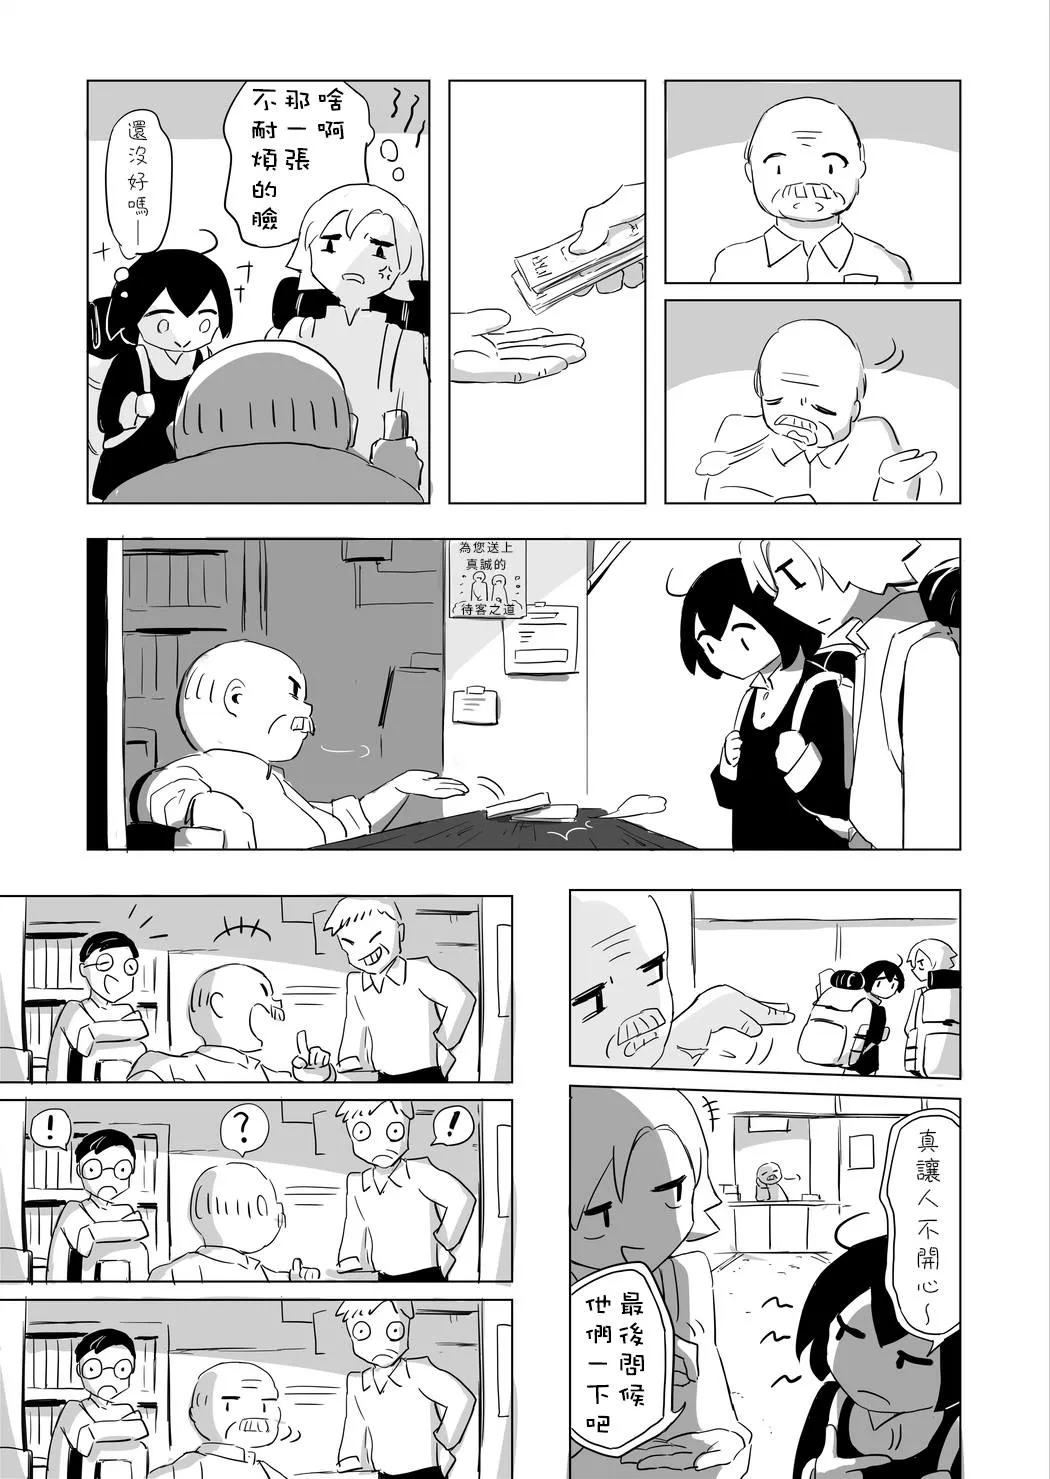 啥啊
那一張
不耐煩的臉
還沒好嗎—
為您送上
真誠的
待客之道
真讓人不開心～
最後問候
他們一下吧
!
?
!